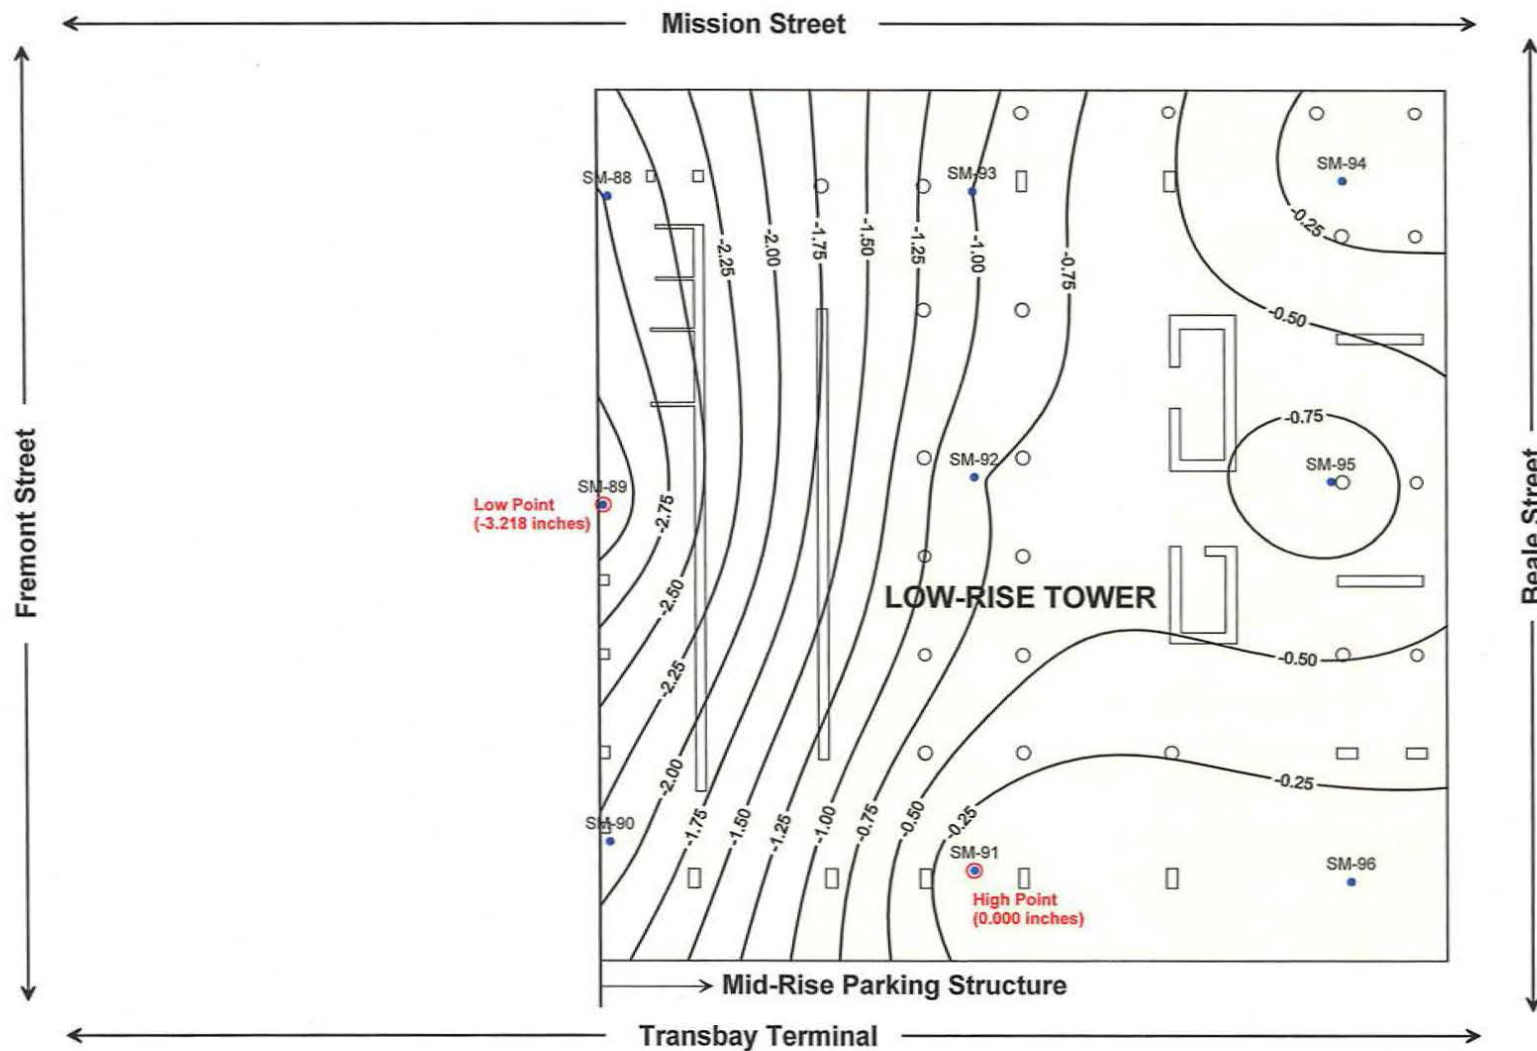 Mission Street
SM-88
SM-93
SM-94
-0.25
-2.25
-2.00
-1.75
-1.50
-1.25
-1.00
-0.75
-0.50
-0.75
SM-92
SM-95
SM-89
Low Point
(-3.218 inches)
-2.75
Fremont Street
Beale Street
-2.50
LOW-RISE TOWER
-2.25
-0.50
-2.00
-0.25
SM-90
-1.75
-1.50
-1.25
-1.00
-0.75
-0.50
-0.25
SM-91
SM-96
High Point
(0.000 inches)
Mid-Rise Parking Structure
Transbay Terminal